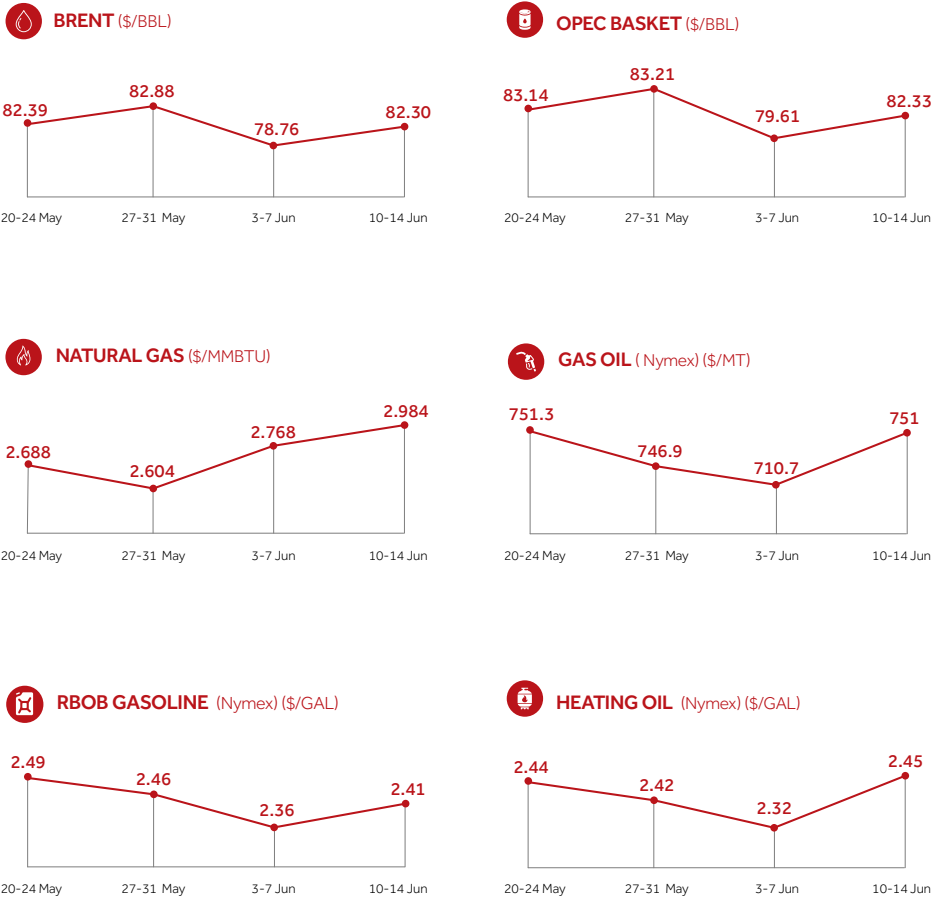 BRENT ($/BBL)
82.39
82.88
78.76
82.30
20-24 May
27-31 May
3-7 Jun
10-14 Jun
OPEC BASKET ($/BBL)
83.14
83.21
79.61
82.33
20-24 May
27-31 May
3-7 Jun
10-14 Jun
NATURAL GAS ($/MMBTU)
2.688
2.604
2.768
2.984
20-24 May
27-31 May
3-7 Jun
10-14 Jun
GAS OIL ( Nymex) ($/MT)
751.3
746.9
710.7
751
20-24 May
27-31 May
3-7 Jun
10-14 Jun
RBOB GASOLINE (Nymex) ($/GAL)
2.49
2.46
2.36
2.41
20-24 May
27-31 May
3-7 Jun
10-14 Jun
HEATING OIL (Nymex) ($/GAL)
2.44
2.42
2.32
2.45
20-24 May
27-31 May
3-7 Jun
10-14 Jun